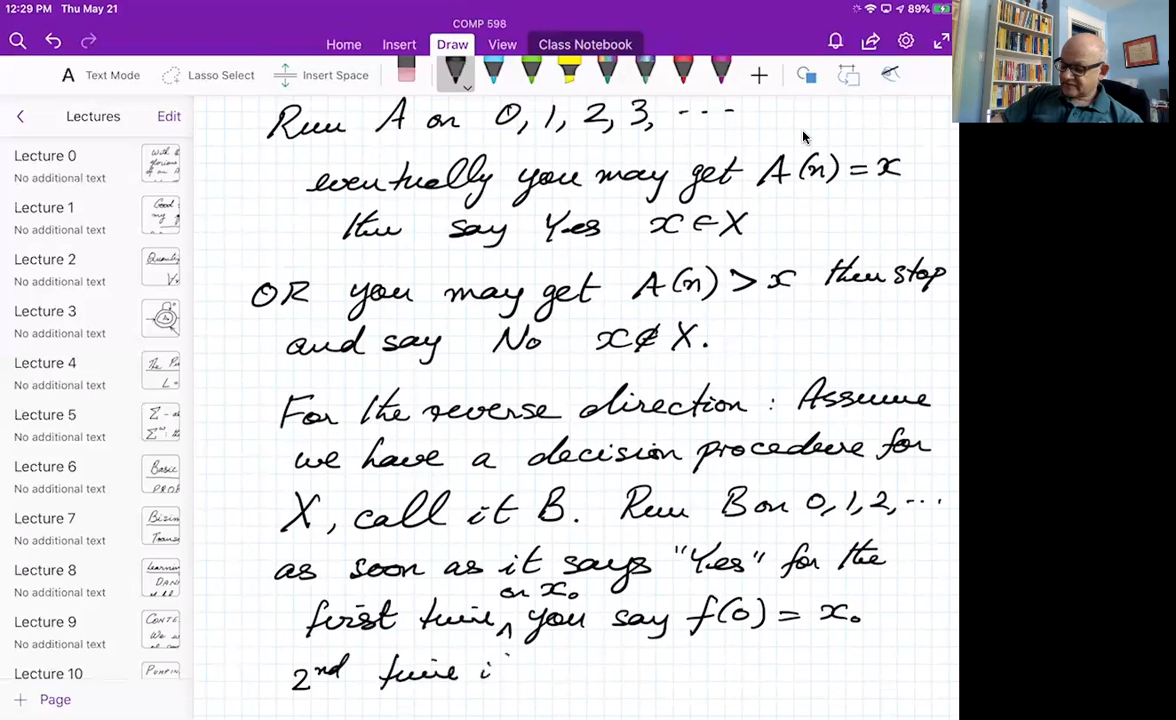 12:29 PM Thu May 21
89%
COMP 598
Home Insert Draw View Class Notebook
A Text Mode Lasso Select Insert Space
Lectures Edit
Lecture 0
No additional text
Lecture 1
No additional text
Lecture 2
No additional text
Lecture 3
No additional text
Lecture 4
No additional text
Lecture 5
No additional text
Lecture 6
No additional text
Lecture 7
No additional text
Lecture 8
No additional text
Lecture 9
No additional text
Lecture 10
Page
Run A on 0, 1, 2, 3, ...
eventually you may get A(n) = x
then say Yes x ∈ X
OR you may get A(n) > x then stop
and say No x ∉ X.
For the reverse direction : Assume
we have a decision procedure for
X, call it B. Run B on 0, 1, 2, ...
as soon as it says "Yes" for the
first time ^ on x₀ you say f(0) = x₀
2nd time i